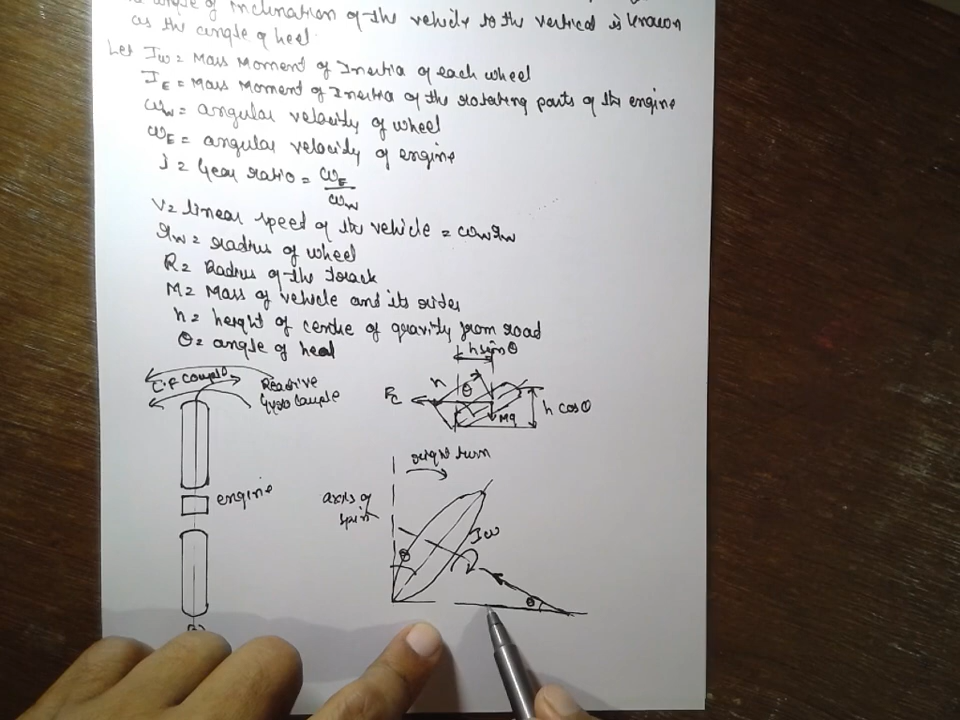 angle of inclination of the vehicle to the vertical is known
as the angle of heel.
Let Iw = Mass Moment of Inertia of each wheel
IE = Mass Moment of Inertia of the rotating parts of the engine
ωw = angular velocity of wheel
ωE = angular velocity of engine
J = Gear ratio = ωE/ωw
V = linear speed of the vehicle = ωw rw
rw = radius of wheel
R = Radius of the track
M = Mass of vehicle and its rider
h = height of centre of gravity from road
θ = angle of heal
h sin θ
C.F couple
Reactive
Gyro Couple
h
θ
Fc
Mg
h cos θ
right turn
engine
axis of
spin
Iω
θ
θ